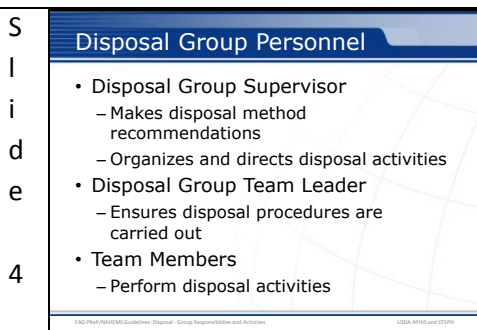 Slide 4
Disposal Group Personnel
• Disposal Group Supervisor
– Makes disposal method
recommendations
– Organizes and directs disposal activities
• Disposal Group Team Leader
– Ensures disposal procedures are
carried out
• Team Members
– Perform disposal activities
FAD PReP/NAHEMS Guidelines: Disposal - Group Responsibilities and Activities
USDA APHIS and CFSPH